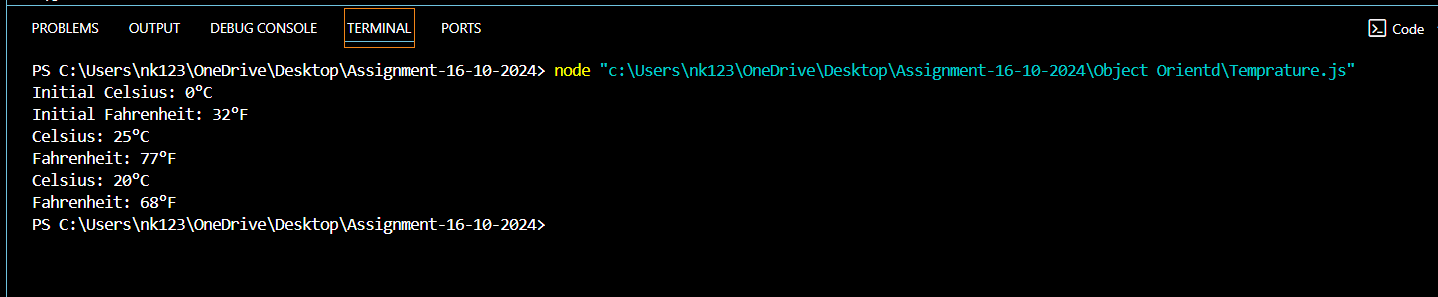 PROBLEMS OUTPUT DEBUG CONSOLE TERMINAL PORTS Code
PS C:\Users\nk123\OneDrive\Desktop\Assignment-16-10-2024> node "c:\Users\nk123\OneDrive\Desktop\Assignment-16-10-2024\Object Orientd\Temprature.js"
Initial Celsius: 0°C
Initial Fahrenheit: 32°F
Celsius: 25°C
Fahrenheit: 77°F
Celsius: 20°C
Fahrenheit: 68°F
PS C:\Users\nk123\OneDrive\Desktop\Assignment-16-10-2024>